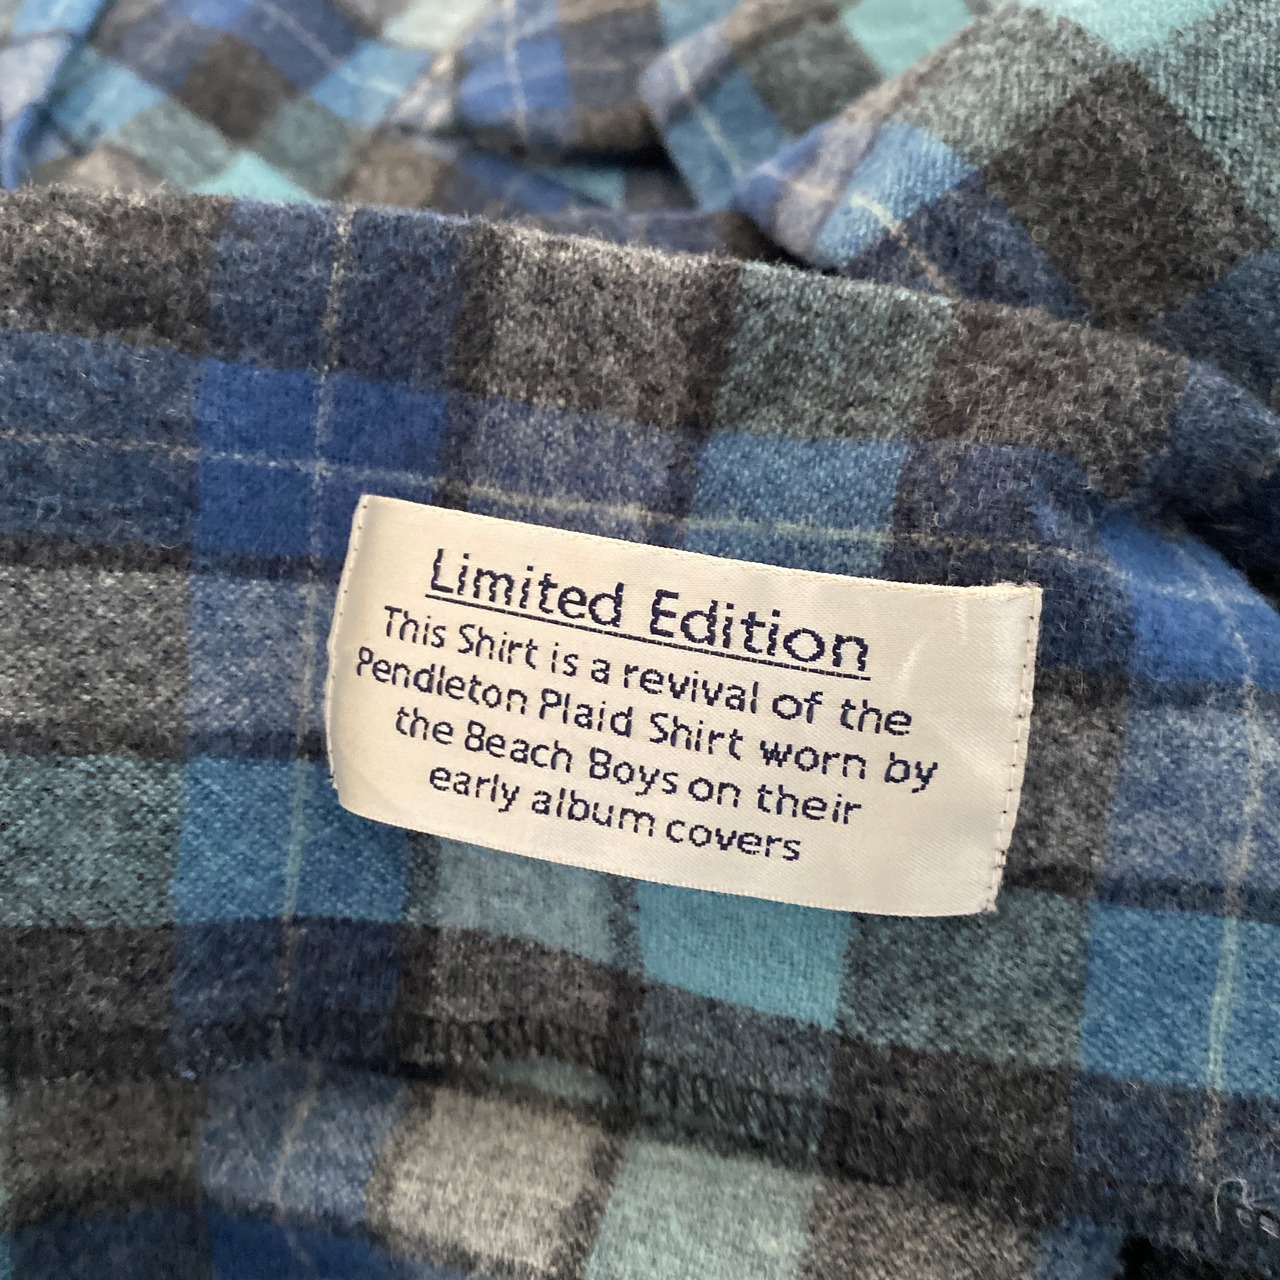 Limited Edition
This Shirt is a revival of the
Pendleton Plaid Shirt worn by
the Beach Boys on their
early album covers